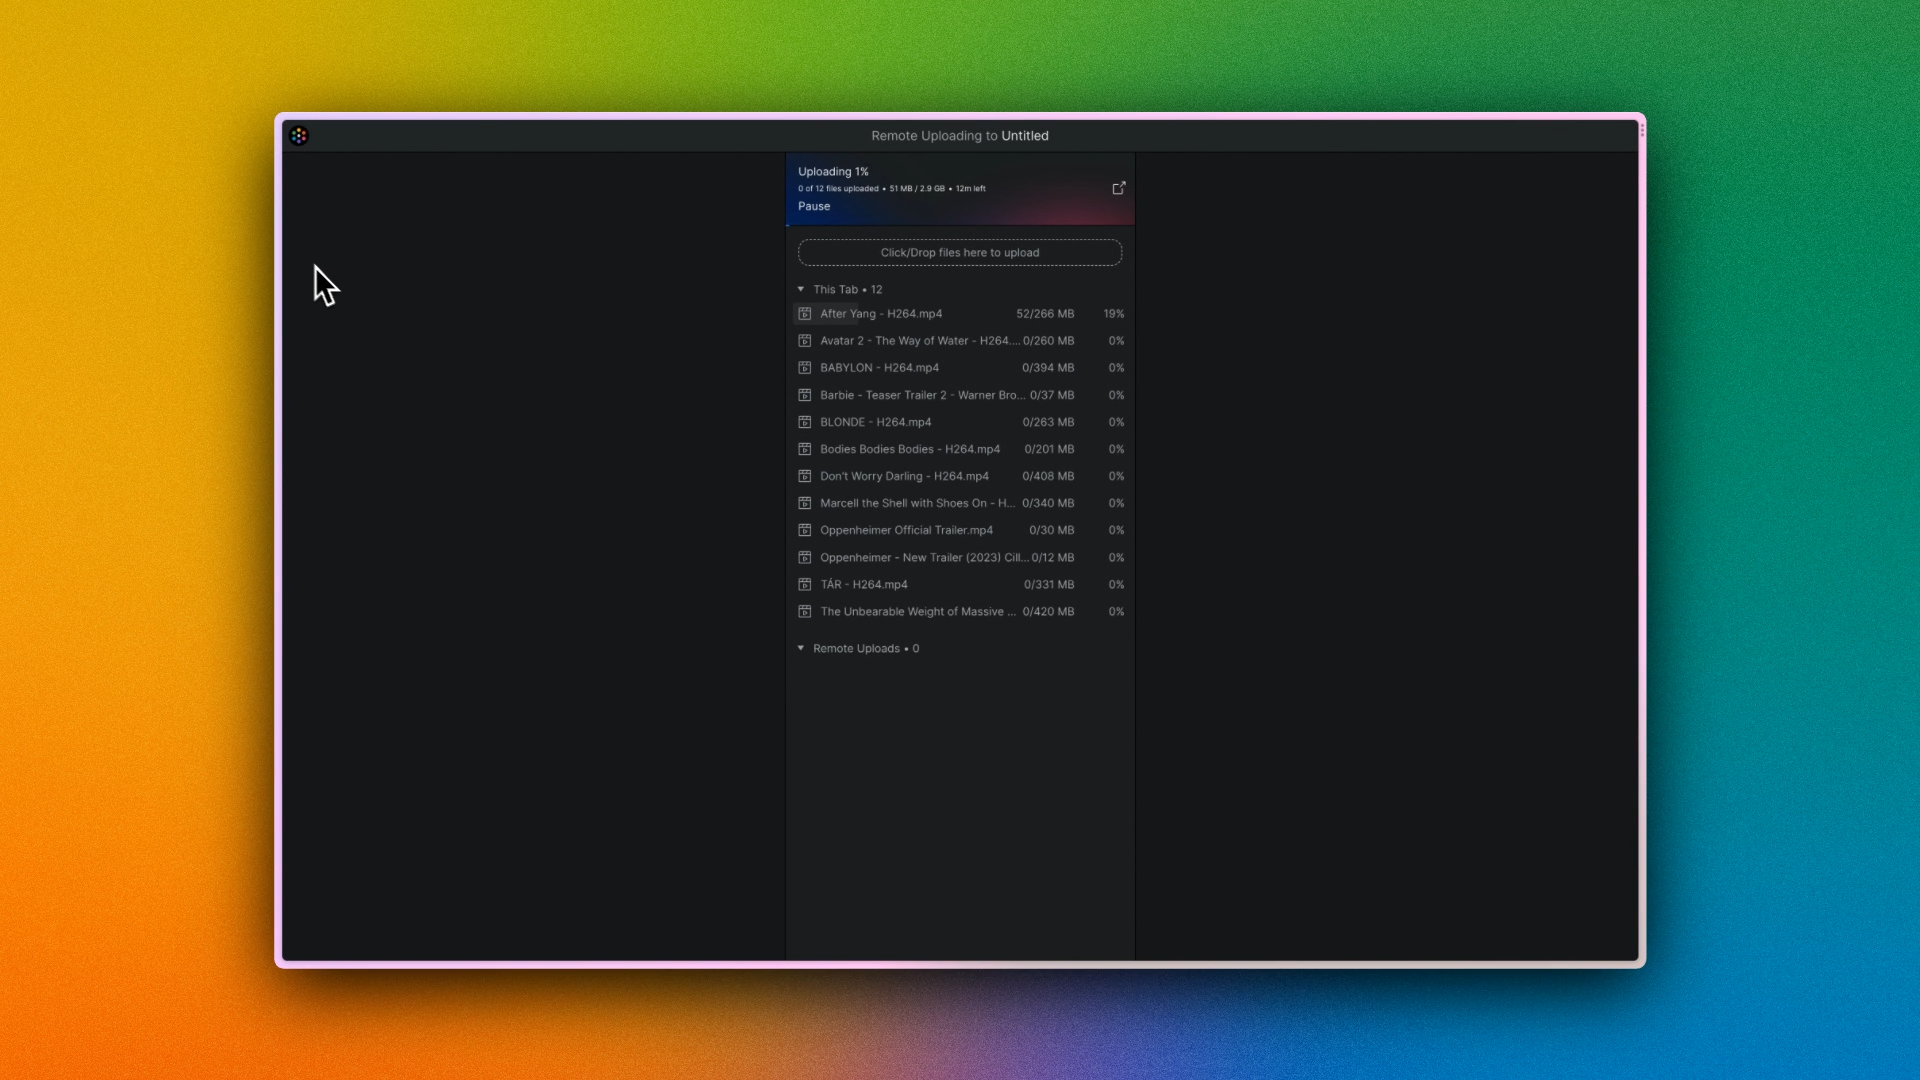 Remote Uploading to Untitled
Uploading 1%
0 of 12 files uploaded • 51 MB / 2.9 GB • 12m left
Pause
Click/Drop files here to upload
This Tab • 12
After Yang - H264.mp4 52/266 MB 19%
Avatar 2 - The Way of Water - H264.... 0/260 MB 0%
BABYLON - H264.mp4 0/394 MB 0%
Barbie - Teaser Trailer 2 - Warner Bro... 0/37 MB 0%
BLONDE - H264.mp4 0/263 MB 0%
Bodies Bodies Bodies - H264.mp4 0/201 MB 0%
Don't Worry Darling - H264.mp4 0/408 MB 0%
Marcell the Shell with Shoes On - H... 0/340 MB 0%
Oppenheimer Official Trailer.mp4 0/30 MB 0%
Oppenheimer - New Trailer (2023) Cill... 0/12 MB 0%
TÁR - H264.mp4 0/331 MB 0%
The Unbearable Weight of Massive ... 0/420 MB 0%
Remote Uploads • 0